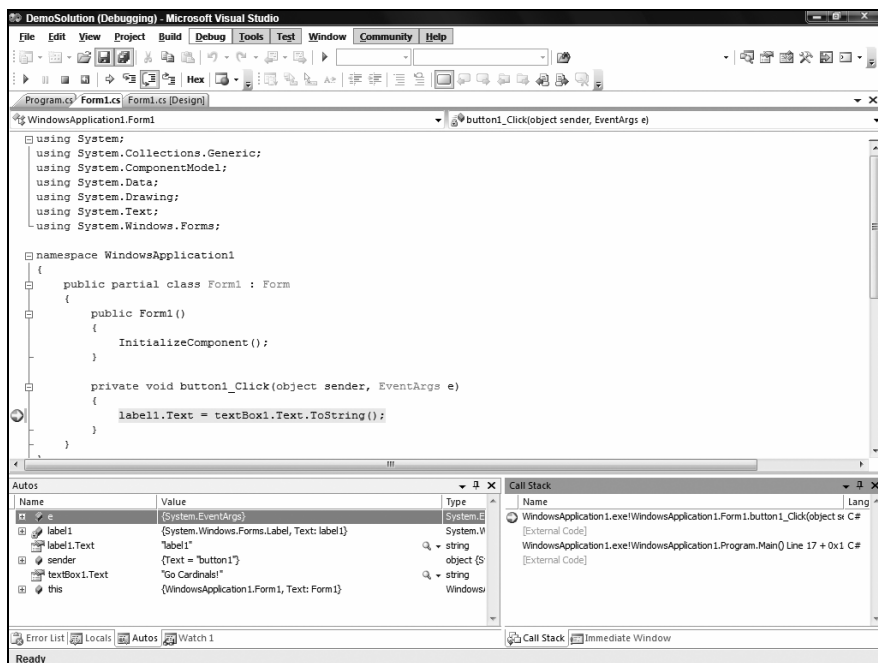 DemoSolution (Debugging) - Microsoft Visual Studio
File Edit View Project Build Debug Tools Test Window Community Help
Hex
Program.cs Form1.cs Form1.cs [Design]
WindowsApplication1.Form1 button1_Click(object sender, EventArgs e)
using System;
using System.Collections.Generic;
using System.ComponentModel;
using System.Data;
using System.Drawing;
using System.Text;
using System.Windows.Forms;
namespace WindowsApplication1
{
public partial class Form1 : Form
{
public Form1()
{
InitializeComponent();
}
private void button1_Click(object sender, EventArgs e)
{
label1.Text = textBox1.Text.ToString();
}
}
Autos
Name Value Type
e {System.EventArgs} System.E
label1 {System.Windows.Forms.Label, Text: label1} System.W
label1.Text "label1" string
sender {Text = "button1"} object {S
textBox1.Text "Go Cardinals!" string
this {WindowsApplication1.Form1, Text: Form1} Windows
Error List Locals Autos Watch 1
Call Stack
Name Lang
WindowsApplication1.exe!WindowsApplication1.Form1.button1_Click(object se C#
[External Code]
WindowsApplication1.exe!WindowsApplication1.Program.Main() Line 17 + 0x1 C#
[External Code]
Call Stack Immediate Window
Ready